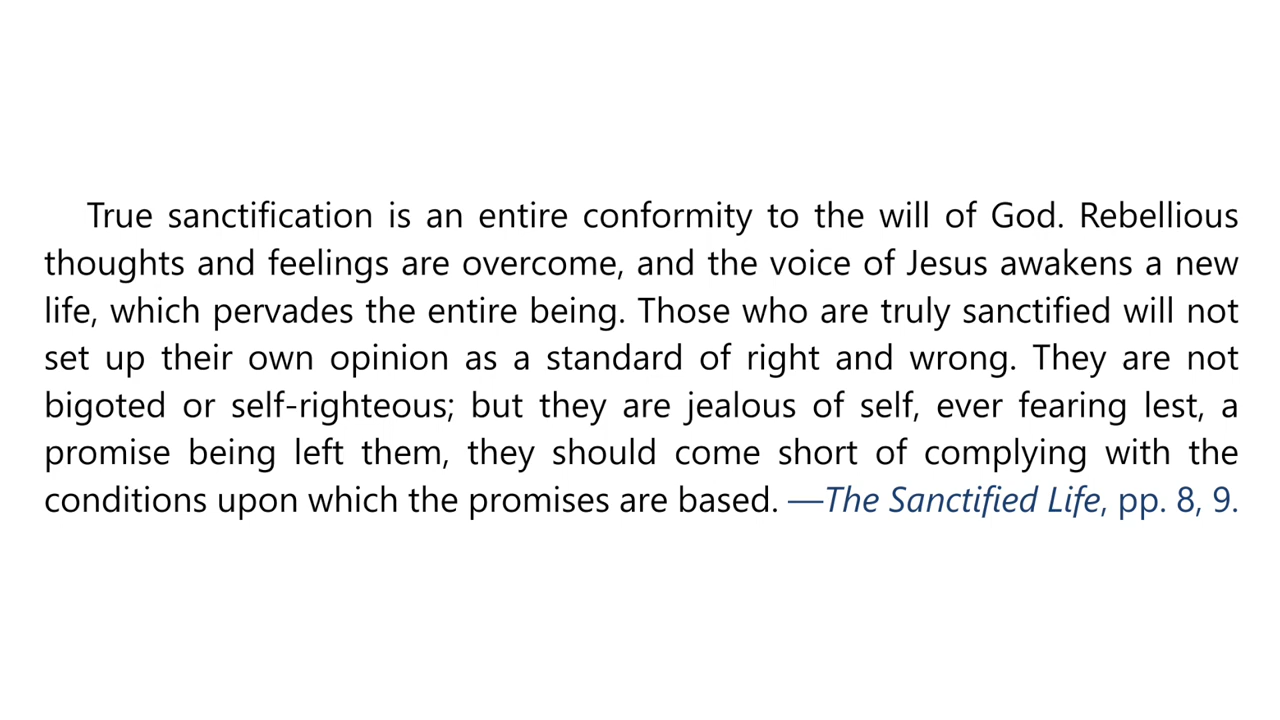 True sanctification is an entire conformity to the will of God. Rebellious
thoughts and feelings are overcome, and the voice of Jesus awakens a new
life, which pervades the entire being. Those who are truly sanctified will not
set up their own opinion as a standard of right and wrong. They are not
bigoted or self-righteous; but they are jealous of self, ever fearing lest, a
promise being left them, they should come short of complying with the
conditions upon which the promises are based. —The Sanctified Life, pp. 8, 9.